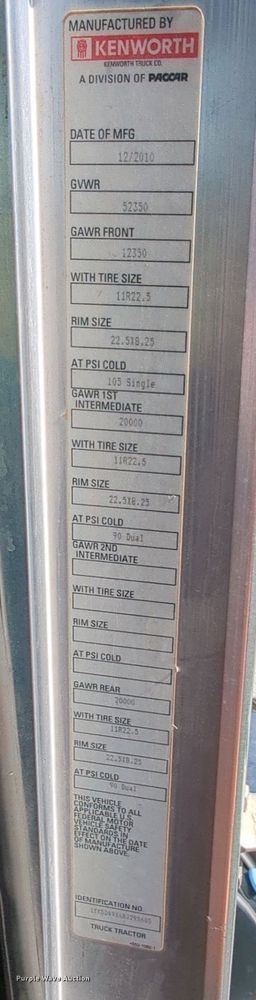 MANUFACTURED BY
KENWORTH
KENWORTH TRUCK CO.
A DIVISION OF PACCAR
DATE OF MFG
12/2010
GVWR
52350
GAWR FRONT
12350
WITH TIRE SIZE
11R22.5
RIM SIZE
22.5X8.25
AT PSI COLD
105 Single
GAWR 1ST
INTERMEDIATE
20000
WITH TIRE SIZE
11R22.5
RIM SIZE
22.5X8.25
AT PSI COLD
90 Dual
GAWR 2ND
INTERMEDIATE
WITH TIRE SIZE
RIM SIZE
AT PSI COLD
GAWR REAR
20000
WITH TIRE SIZE
11R22.5
RIM SIZE
22.5X8.25
AT PSI COLD
90 Dual
THIS VEHICLE
CONFORMS TO ALL
APPLICABLE U.S.
FEDERAL MOTOR
VEHICLE SAFETY
STANDARDS IN
EFFECT ON THE DATE
OF MANUFACTURE
SHOWN ABOVE.
IDENTIFICATION NO.
TRUCK TRACTOR
Purple Wave Auction